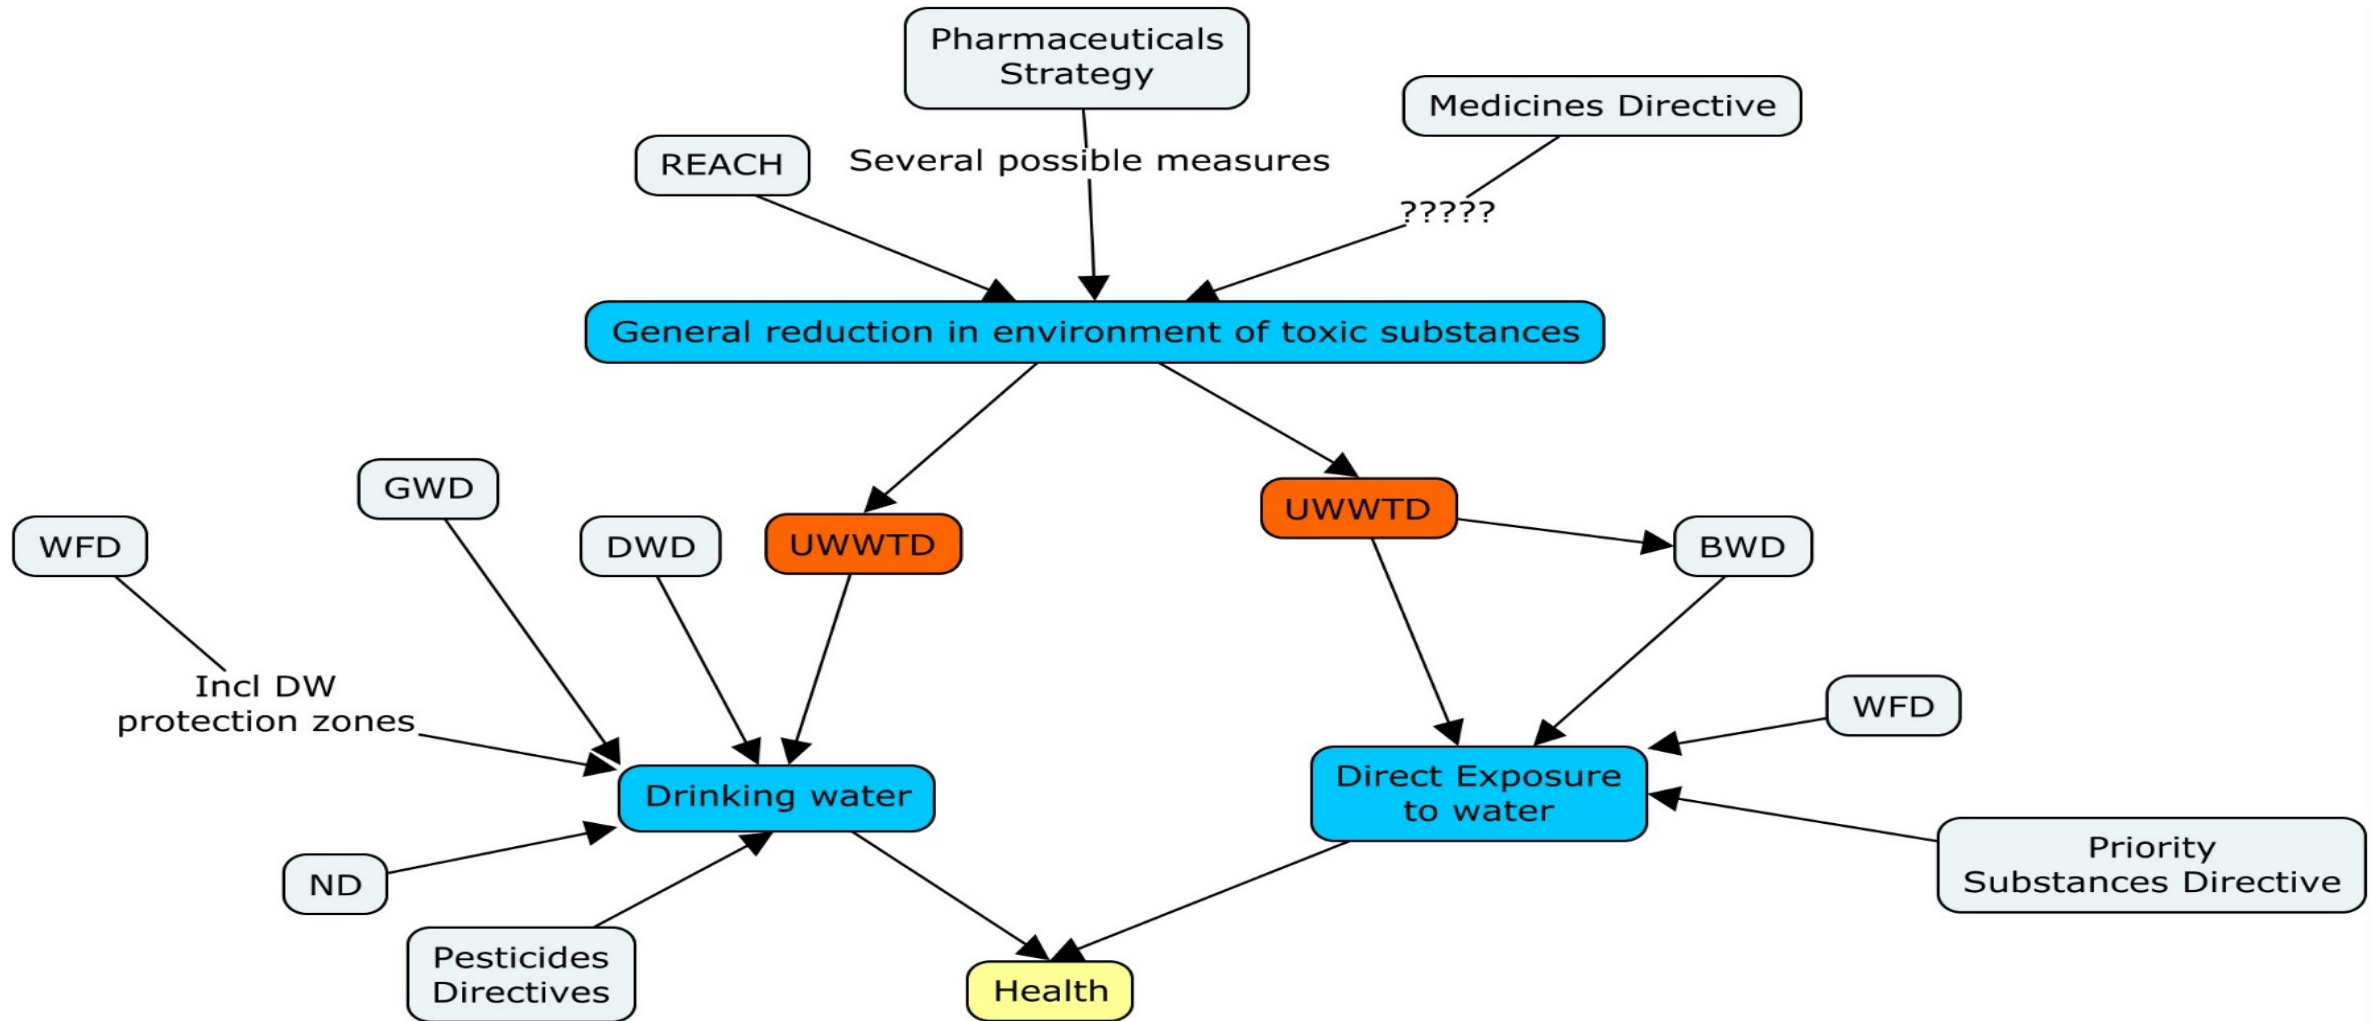 Pharmaceuticals
Strategy
Medicines Directive
REACH
Several possible measures
?????
General reduction in environment of toxic substances
GWD
WFD
DWD
UWWTD
UWWTD
BWD
Incl DW
protection zones
WFD
Drinking water
Direct Exposure
to water
ND
Priority
Substances Directive
Pesticides
Directives
Health